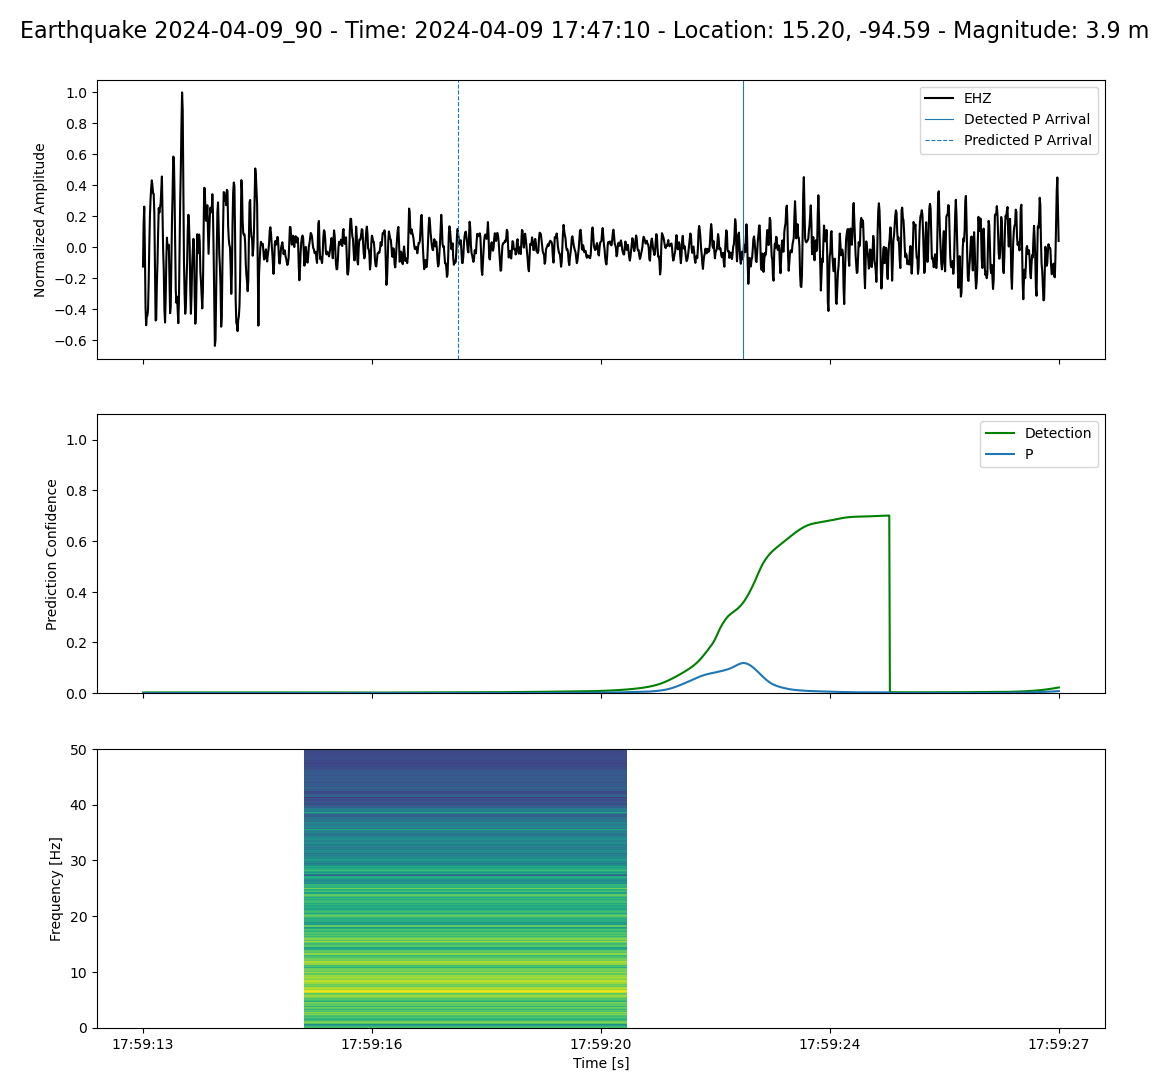 Earthquake 2024-04-09_90 - Time: 2024-04-09 17:47:10 - Location: 15.20, -94.59 - Magnitude: 3.9 m
EHZ
Detected P Arrival
Predicted P Arrival
Normalized Amplitude
1.0
0.8
0.6
0.4
0.2
0.0
−0.2
−0.4
−0.6
Detection
P
Prediction Confidence
1.0
0.8
0.6
0.4
0.2
0.0
Frequency [Hz]
50
40
30
20
10
0
17:59:13 17:59:16 17:59:20 17:59:24 17:59:27
Time [s]